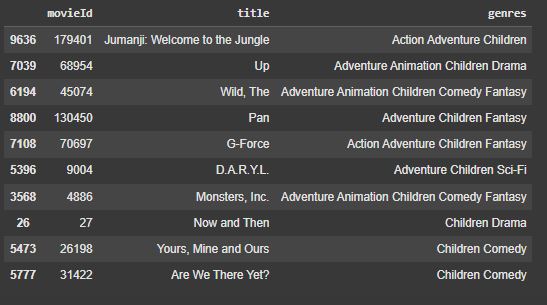 movieId title genres
9636 179401 Jumanji: Welcome to the Jungle Action Adventure Children
7039 68954 Up Adventure Animation Children Drama
6194 45074 Wild, The Adventure Animation Children Comedy Fantasy
8800 130450 Pan Adventure Children Fantasy
7108 70697 G-Force Action Adventure Children Fantasy
5396 9004 D.A.R.Y.L. Adventure Children Sci-Fi
3568 4886 Monsters, Inc. Adventure Animation Children Comedy Fantasy
26 27 Now and Then Children Drama
5473 26198 Yours, Mine and Ours Children Comedy
5777 31422 Are We There Yet? Children Comedy